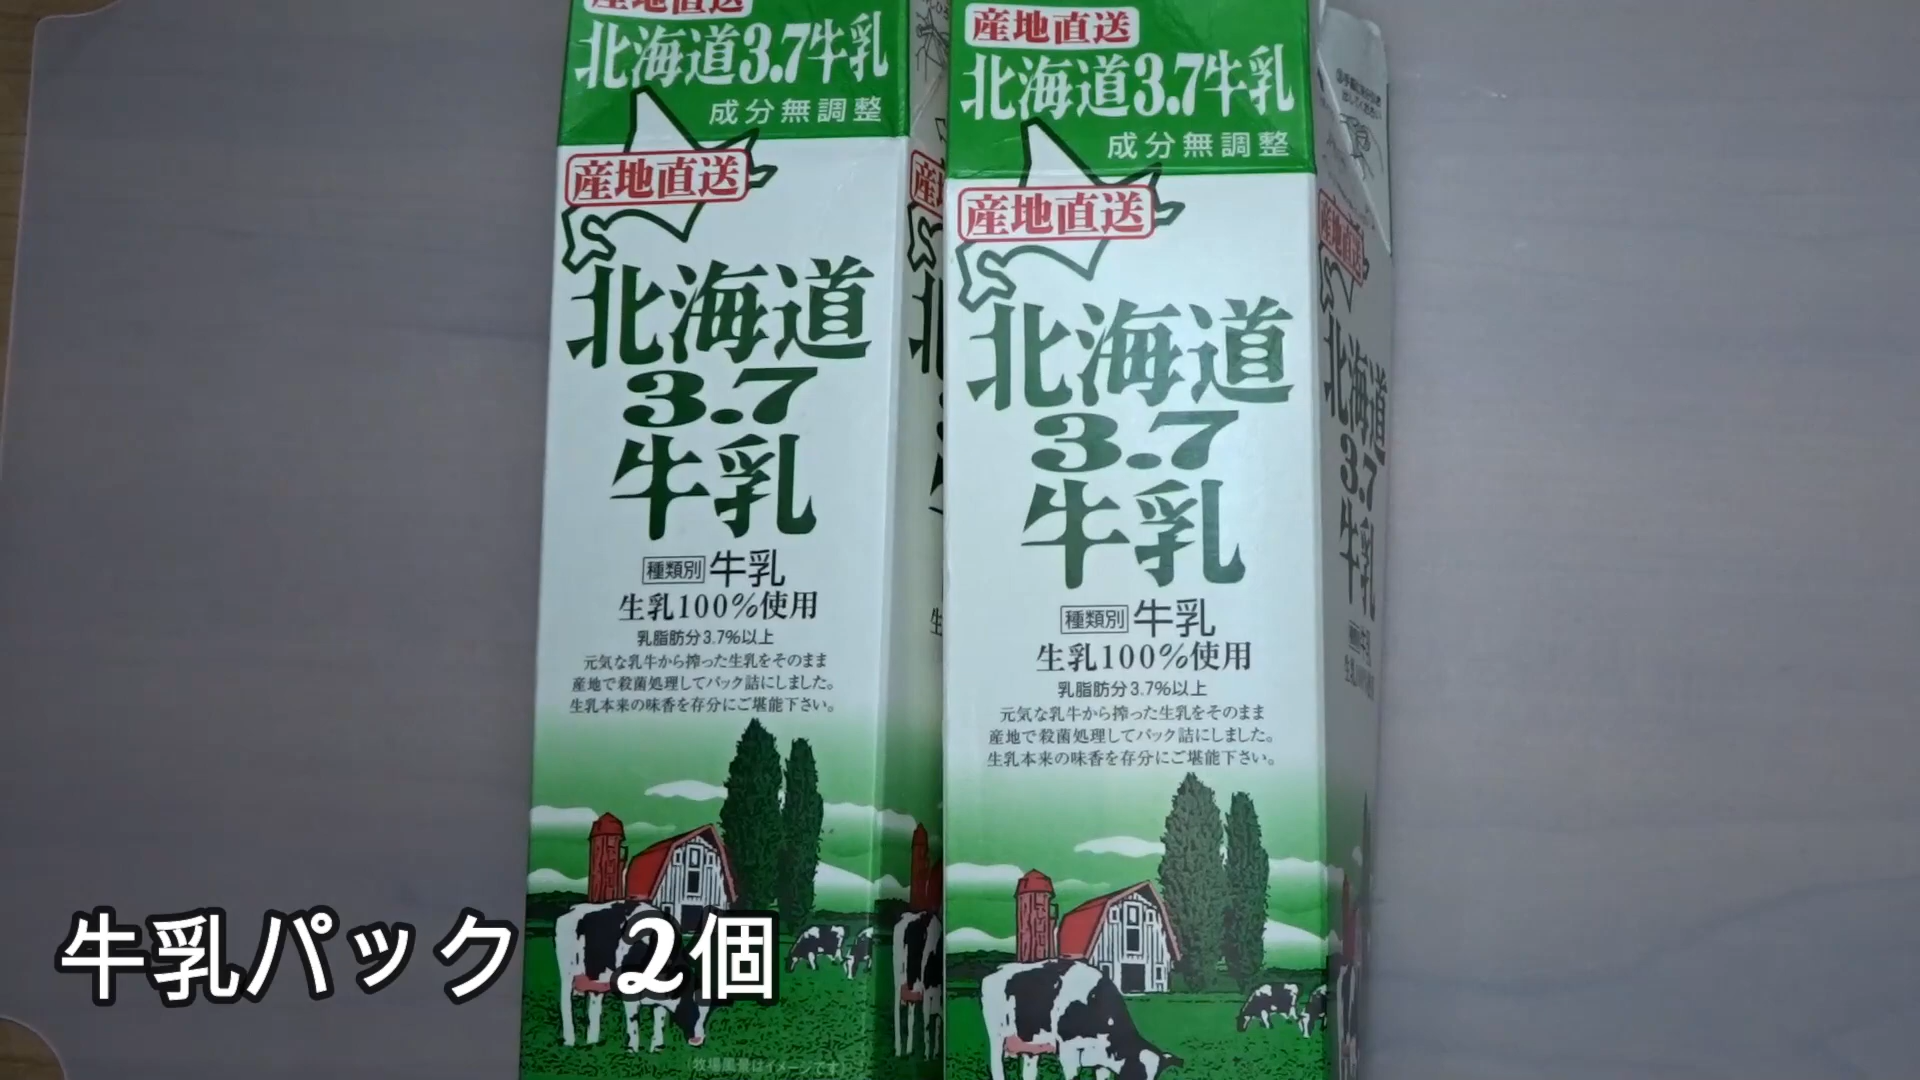 産地直送
北海道3.7牛乳
成分無調整
産地直送
北海道
3.7
牛乳
種類別 牛乳
生乳100%使用
乳脂肪分3.7%以上
元気な乳牛から搾った生乳をそのまま
産地で殺菌処理してパック詰にしました。
生乳本来の味香を存分にご堪能下さい。
(牧場風景はイメージです)
産地直送
北海道3.7牛乳
成分無調整
産地直送
北海道
3.7
牛乳
種類別 牛乳
生乳100%使用
乳脂肪分3.7%以上
元気な乳牛から搾った生乳をそのまま
産地で殺菌処理してパック詰にしました。
生乳本来の味香を存分にご堪能下さい。
産地直送
北海道
3.7
牛乳
牛乳パック 2個